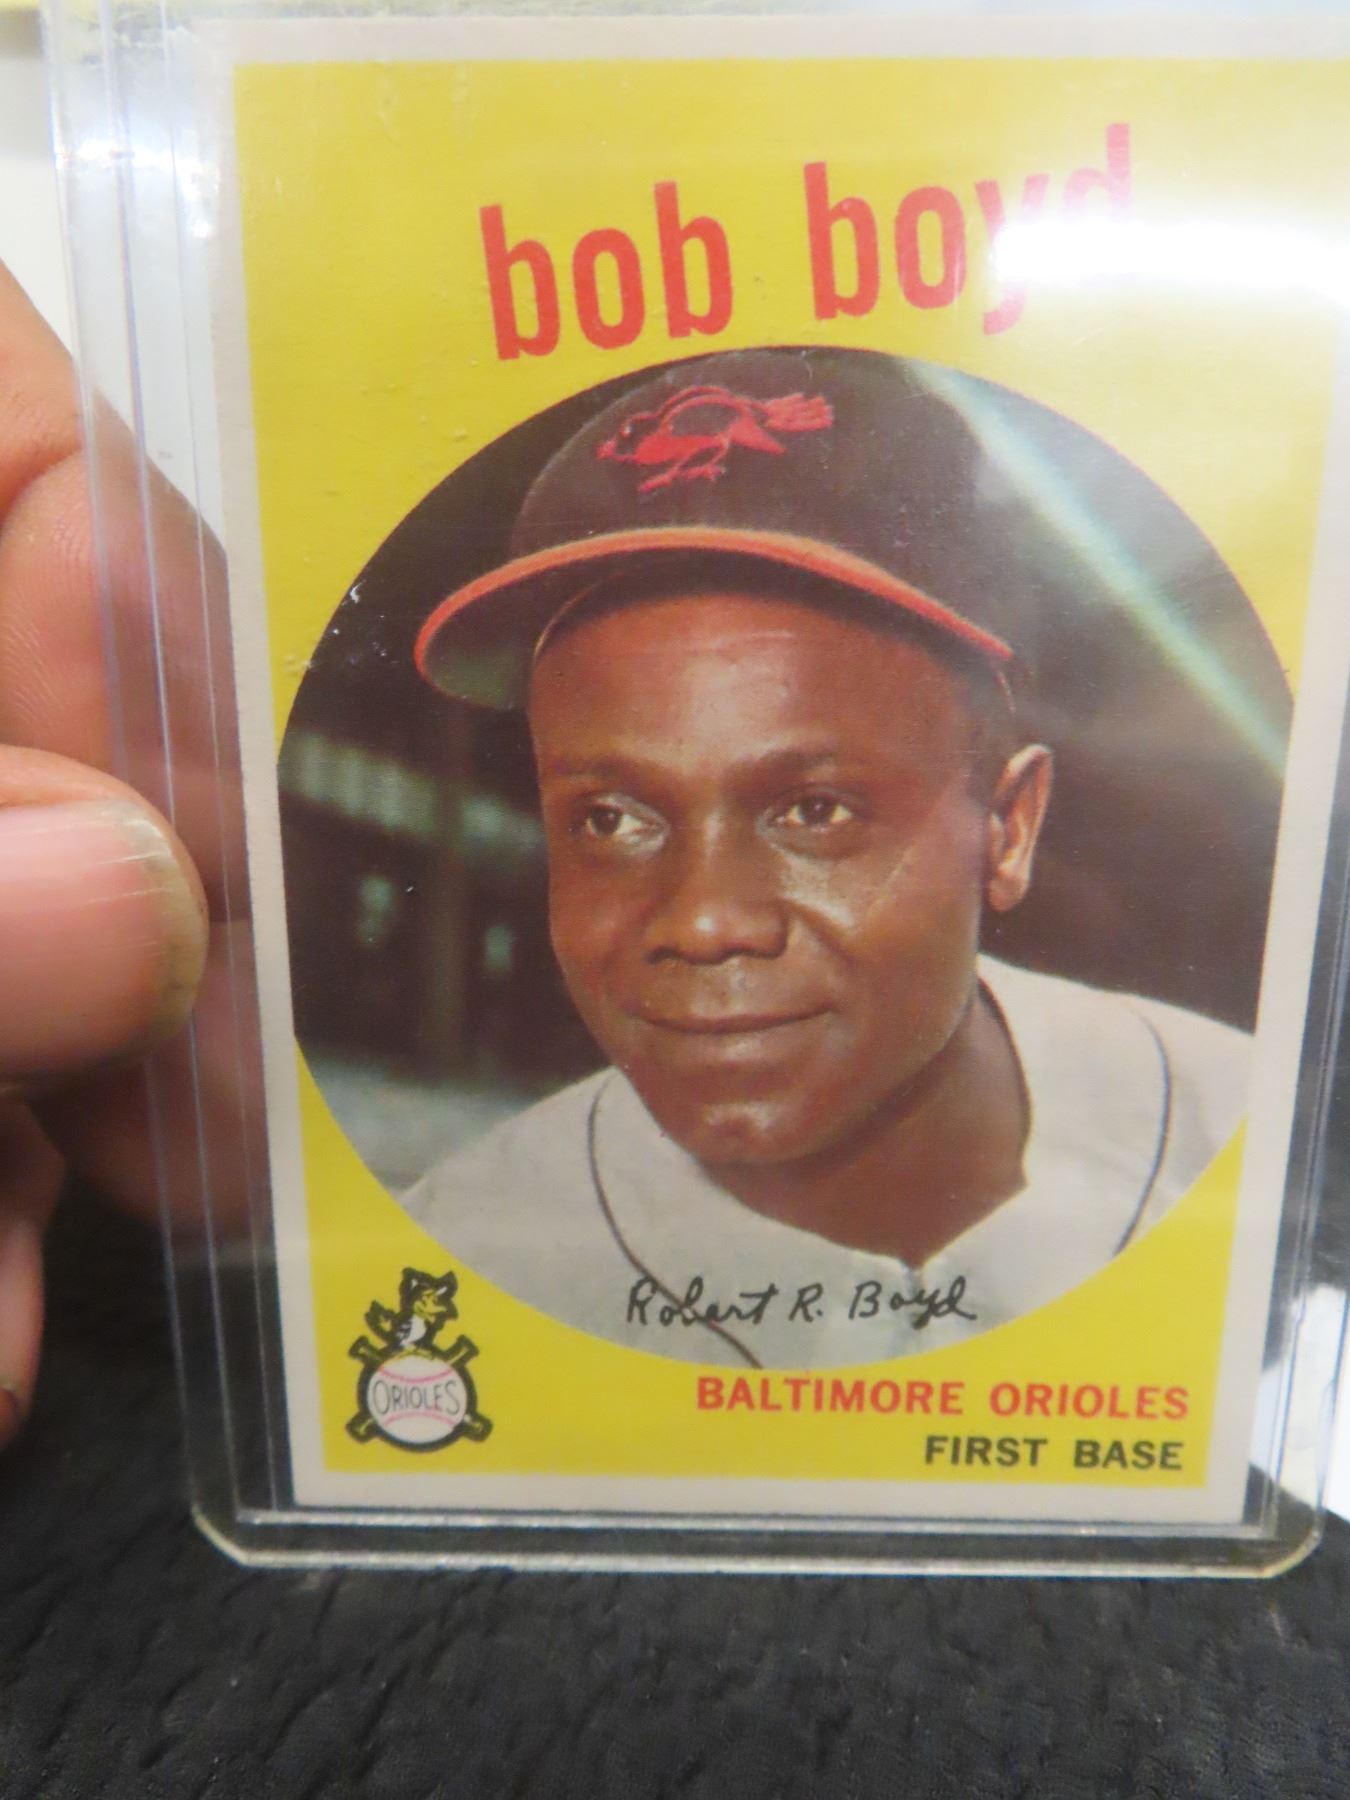 bob boyd
Robert R. Boyd
ORIOLES
BALTIMORE ORIOLES
FIRST BASE